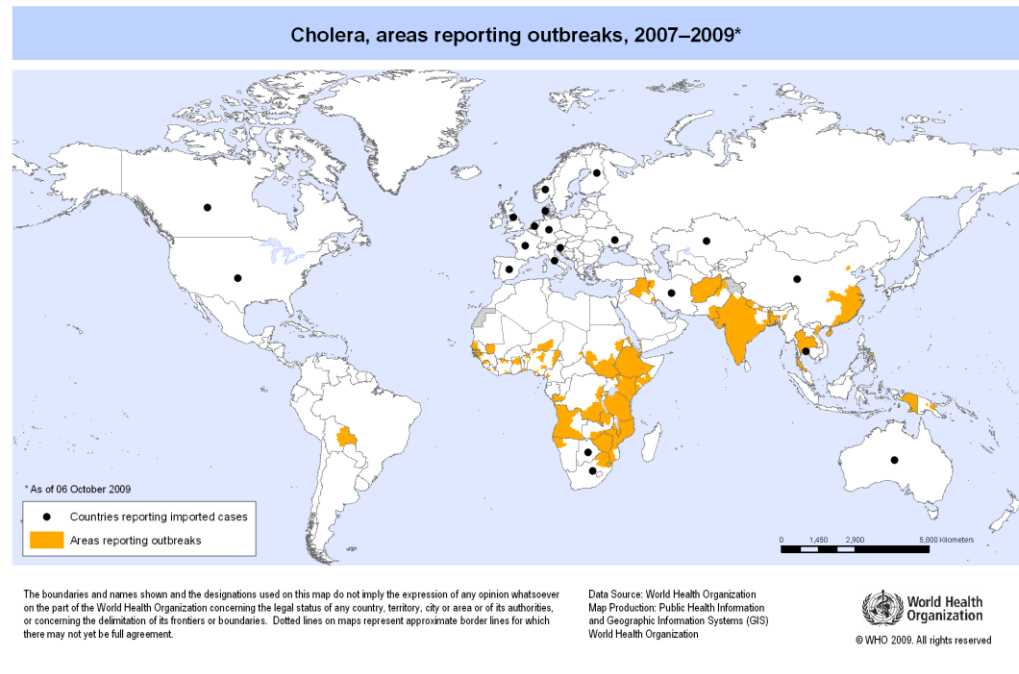 Cholera, areas reporting outbreaks, 2007–2009*
* As of 06 October 2009
Countries reporting imported cases
Areas reporting outbreaks
0 1,450 2,900 5,800 Kilometers
The boundaries and names shown and the designations used on this map do not imply the expression of any opinion whatsoever
on the part of the World Health Organization concerning the legal status of any country, territory, city or area or of its authorities,
or concerning the delimitation of its frontiers or boundaries. Dotted lines on maps represent approximate border lines for which
there may not yet be full agreement.
Data Source: World Health Organization
Map Production: Public Health Information
and Geographic Information Systems (GIS)
World Health Organization
World Health
Organization
© WHO 2009. All rights reserved